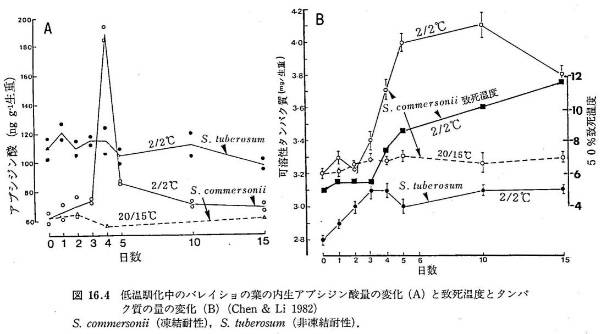 A
アブシジン酸 (ng g⁻¹生重)
200
180
160
140
120
100
80
60
2/2℃
S. tuberosum
2/2℃
S. commersonii
20/15℃
0 1 2 3 4 5 10 15
日数
B
可溶性タンパク質 (mg/生重)
4·2
4·0
3·8
3·6
3·4
3·2
3·0
2·8
2/2℃
S. commersonii 致死温度
2/2℃
20/15℃
S. tuborosum
2/2℃
12
10
8
7
6
4
50%致死温度
0 1 2 3 4 5 6 10 15
日数
図 16.4 低温馴化中のバレイショの葉の内生アブシジン酸量の変化 (A) と致死温度とタンパ
ク質の量の変化 (B) (Chen & Li 1982)
S. commersonii (凍結耐性), S. tuberosum (非凍結耐性).